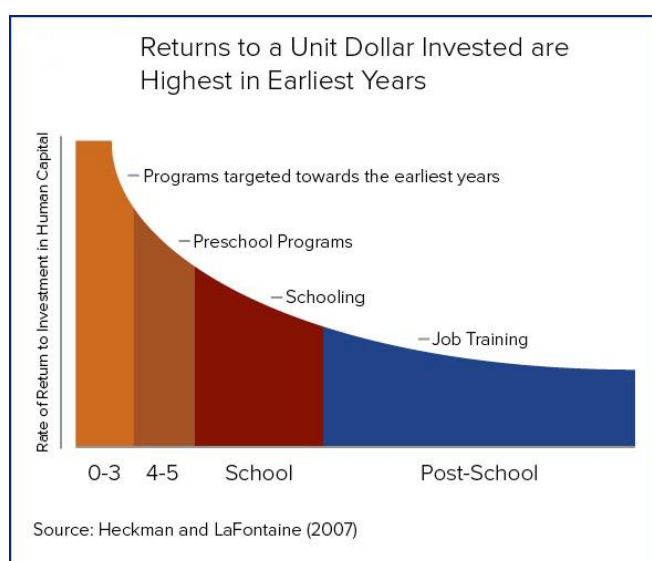 Returns to a Unit Dollar Invested are
Highest in Earliest Years
Rate of Return to Investment in Human Capital
Programs targeted towards the earliest years
Preschool Programs
Schooling
Job Training
0-3 4-5 School Post-School
Source: Heckman and LaFontaine (2007)